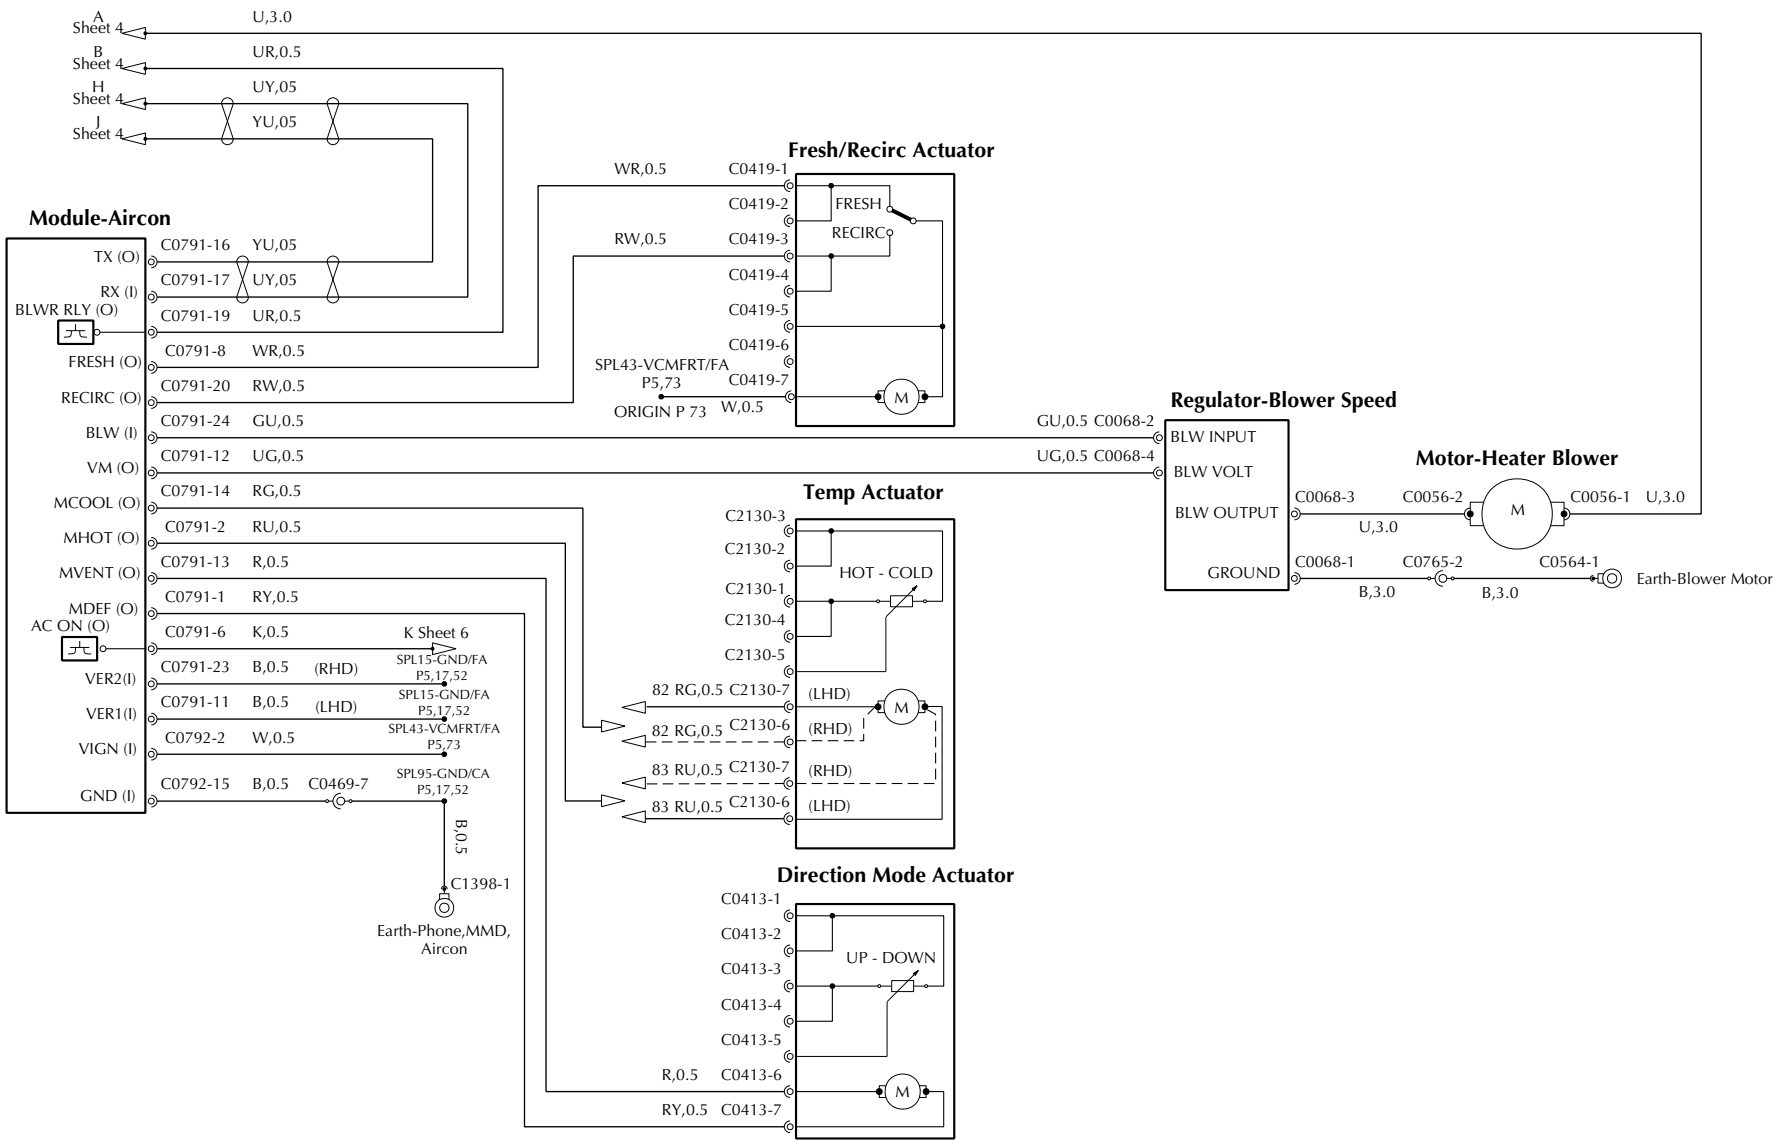 A
Sheet 4
U,3.0
B
Sheet 4
UR,0.5
H
Sheet 4
UY,05
J
Sheet 4
YU,05
Module-Aircon
TX (O)
C0791-16 YU,05
RX (I)
C0791-17 UY,05
BLWR RLY (O)
C0791-19 UR,0.5
FRESH (O)
C0791-8 WR,0.5
RECIRC (O)
C0791-20 RW,0.5
BLW (I)
C0791-24 GU,0.5
VM (O)
C0791-12 UG,0.5
MCOOL (O)
C0791-14 RG,0.5
MHOT (O)
C0791-2 RU,0.5
MVENT (O)
C0791-13 R,0.5
MDEF (O)
C0791-1 RY,0.5
AC ON (O)
C0791-6 K,0.5
K Sheet 6
VER2(I)
C0791-23 B,0.5 (RHD)
SPL15-GND/FA
P5,17,52
VER1(I)
C0791-11 B,0.5 (LHD)
SPL15-GND/FA
P5,17,52
VIGN (I)
C0792-2 W,0.5
SPL43-VCMFRT/FA
P5,73
GND (I)
C0792-15 B,0.5 C0469-7
SPL95-GND/CA
P5,17,52
B,0.5
C1398-1
Earth-Phone,MMD,
Aircon
Fresh/Recirc Actuator
WR,0.5 C0419-1
C0419-2
FRESH
RW,0.5 C0419-3
RECIRC
C0419-4
C0419-5
C0419-6
SPL43-VCMFRT/FA
P5,73
ORIGIN P 73
W,0.5
C0419-7
M
Temp Actuator
C2130-3
C2130-2
HOT - COLD
C2130-1
C2130-4
C2130-5
82 RG,0.5 C2130-7 (LHD)
M
82 RG,0.5 C2130-6 (RHD)
83 RU,0.5 C2130-7 (RHD)
83 RU,0.5 C2130-6 (LHD)
Direction Mode Actuator
C0413-1
C0413-2
UP - DOWN
C0413-3
C0413-4
C0413-5
R,0.5 C0413-6
M
RY,0.5 C0413-7
Regulator-Blower Speed
GU,0.5 C0068-2
BLW INPUT
UG,0.5 C0068-4
BLW VOLT
BLW OUTPUT
C0068-3
U,3.0
C0056-2
Motor-Heater Blower
M
C0056-1 U,3.0
GROUND
C0068-1
B,3.0
C0765-2
B,3.0
C0564-1
Earth-Blower Motor